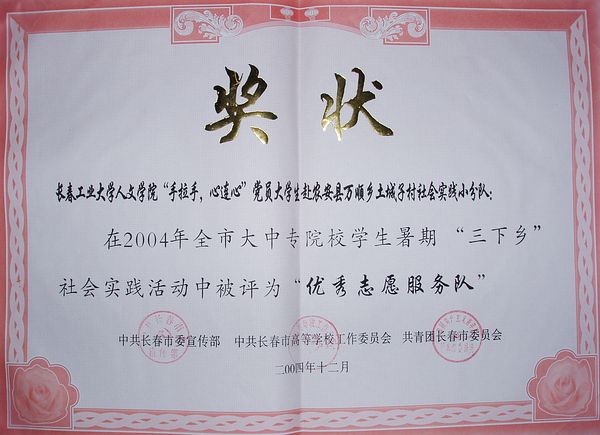 奖状
长春工业大学人文学院“手拉手，心连心”党员大学生赴农安县万顺乡土城子村社会实践小分队：
在2004年全市大中专院校学生暑期“三下乡”
社会实践活动中被评为“优秀志愿服务队”
中共长春市委宣传部 中共长春市高等学校工作委员会 共青团长春市委员会
二00四年十二月